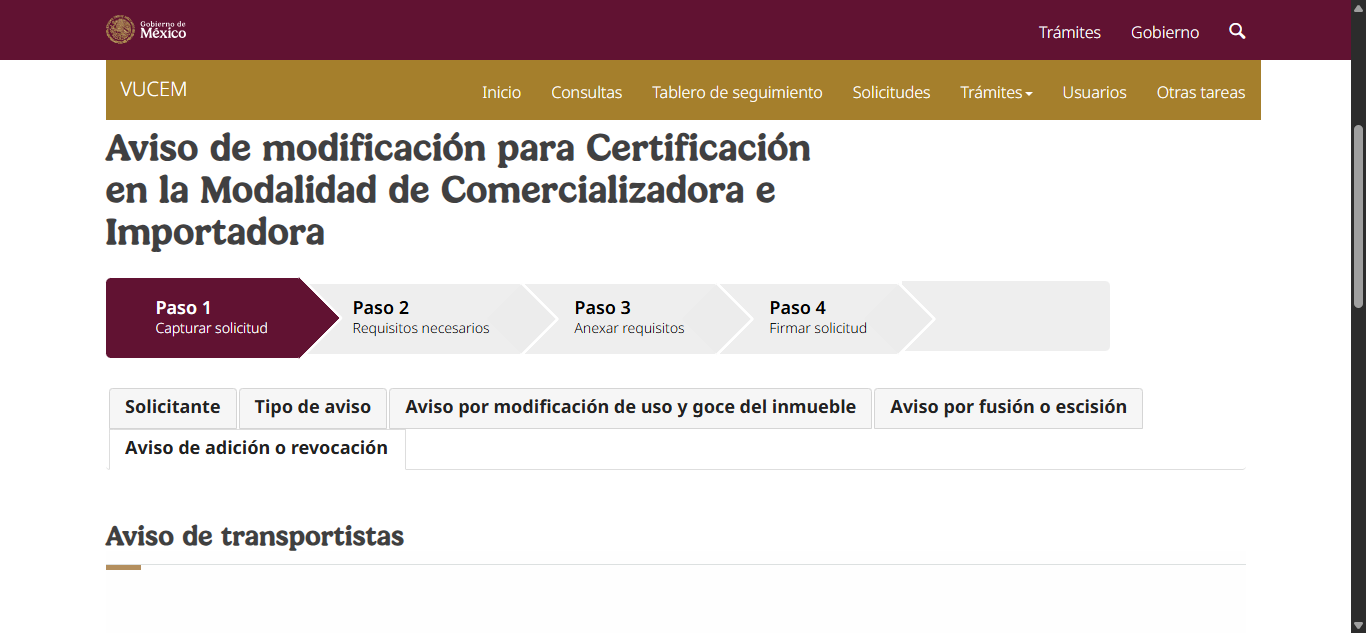 Gobierno de
México
Trámites
Gobierno
VUCEM
Inicio
Consultas
Tablero de seguimiento
Solicitudes
Trámites
Usuarios
Otras tareas
Aviso de modificación para Certificación
en la Modalidad de Comercializadora e
Importadora
Paso 1
Capturar solicitud
Paso 2
Requisitos necesarios
Paso 3
Anexar requisitos
Paso 4
Firmar solicitud
Solicitante
Tipo de aviso
Aviso por modificación de uso y goce del inmueble
Aviso por fusión o escisión
Aviso de adición o revocación
Aviso de transportistas